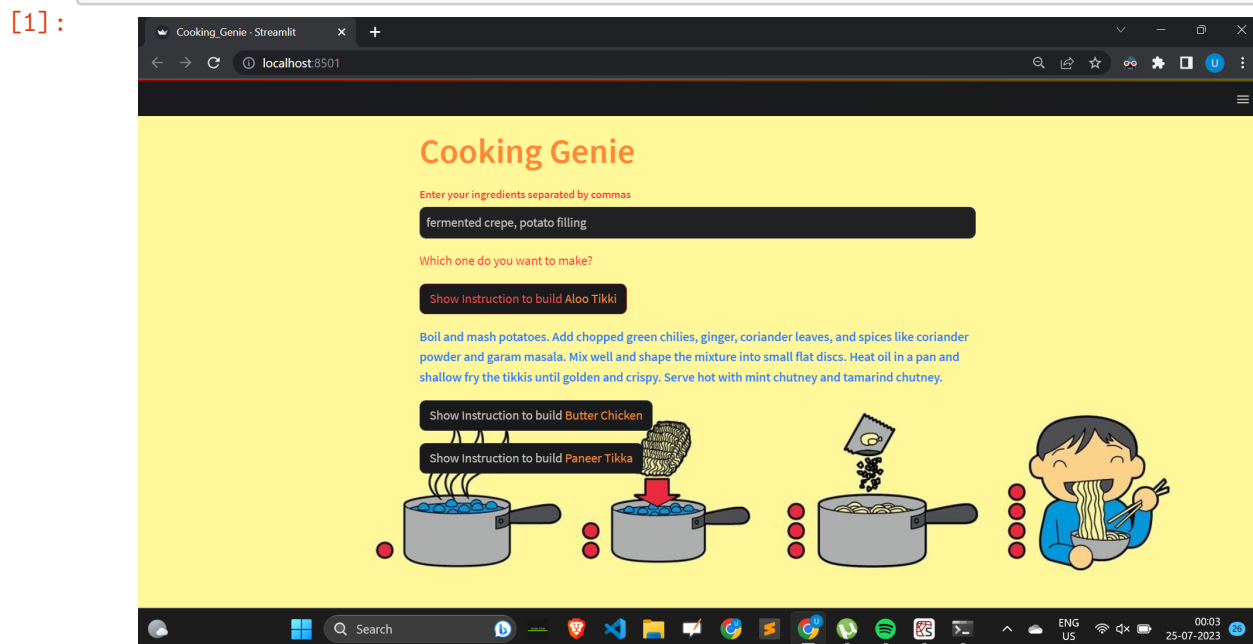 [1]:
Cooking_Genie · Streamlit
localhost:8501
U
Cooking Genie
Enter your ingredients separated by commas
fermented crepe, potato filling
Which one do you want to make?
Show Instruction to build Aloo Tikki
Boil and mash potatoes. Add chopped green chilies, ginger, coriander leaves, and spices like coriander
powder and garam masala. Mix well and shape the mixture into small flat discs. Heat oil in a pan and
shallow fry the tikkis until golden and crispy. Serve hot with mint chutney and tamarind chutney.
Show Instruction to build Butter Chicken
Show Instruction to build Paneer Tikka
Search
ENG
US
00:03
25-07-2023
26